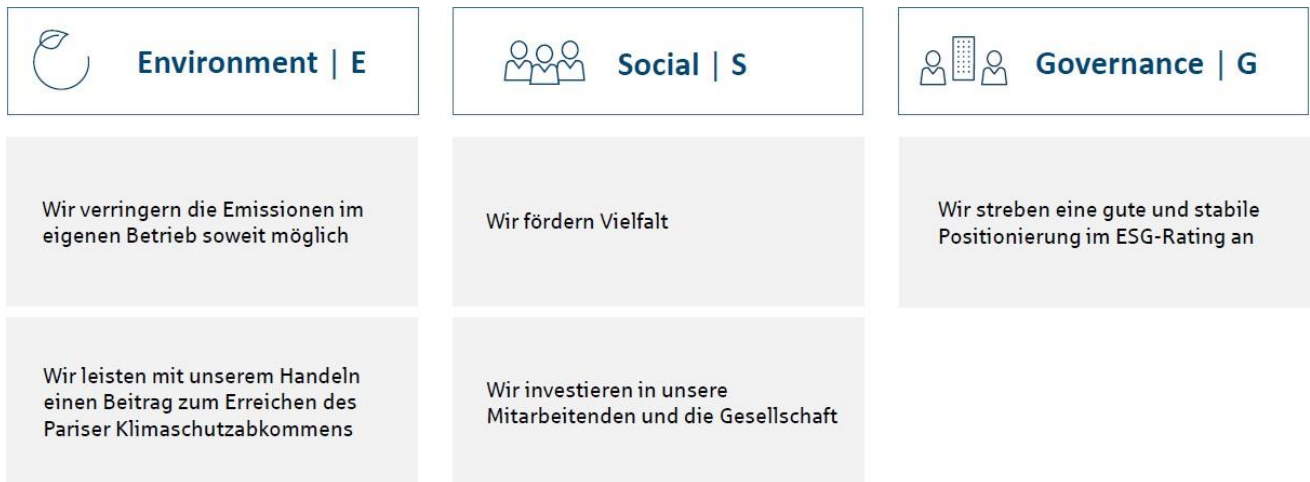 Environment | E
Social | S
Governance | G
Wir verringern die Emissionen im
eigenen Betrieb soweit möglich
Wir fördern Vielfalt
Wir streben eine gute und stabile
Positionierung im ESG-Rating an
Wir leisten mit unserem Handeln
einen Beitrag zum Erreichen des
Pariser Klimaschutzabkommens
Wir investieren in unsere
Mitarbeitenden und die Gesellschaft